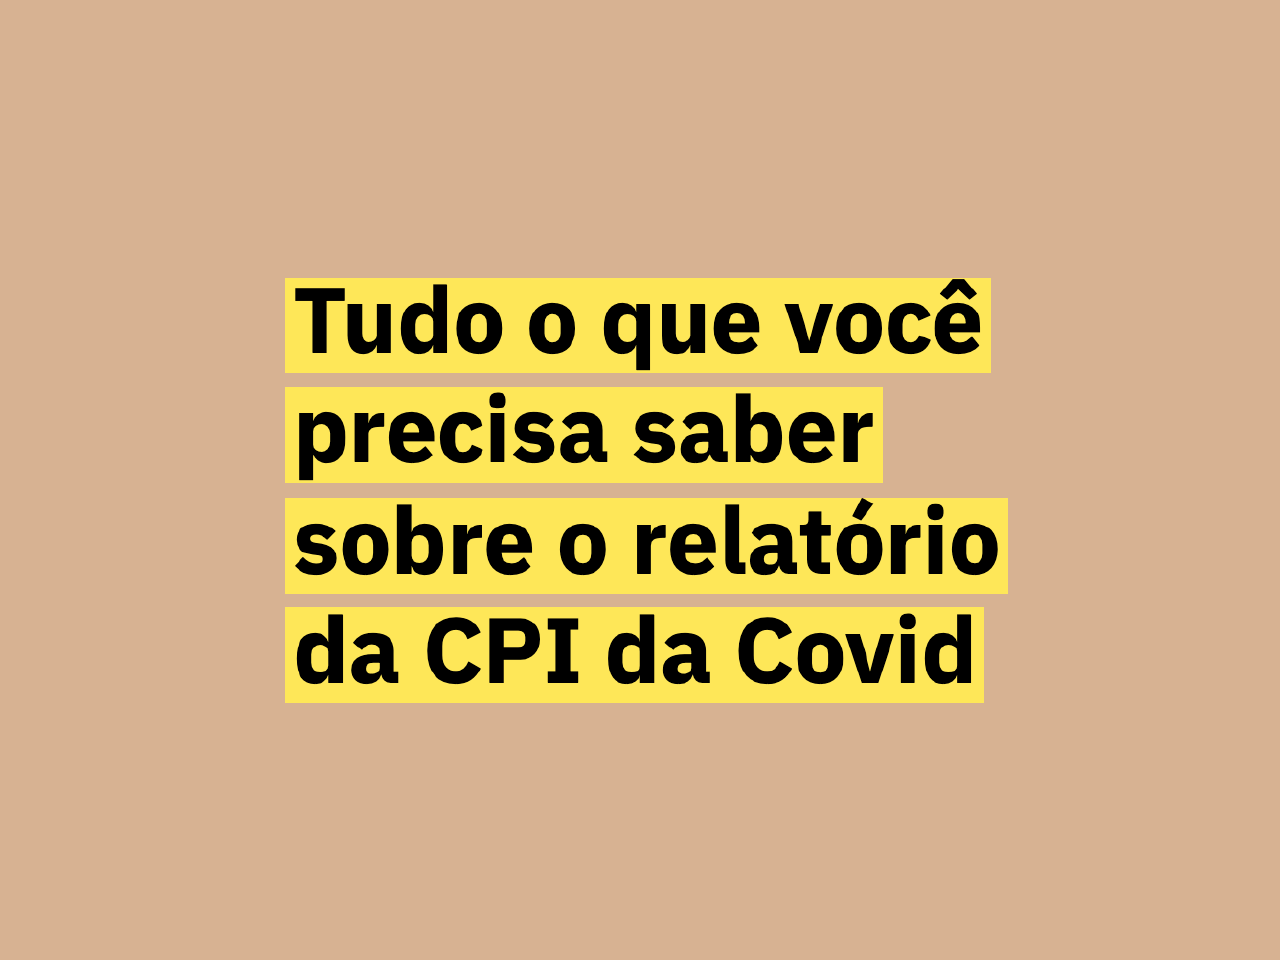 Tudo o que você
precisa saber
sobre o relatório
da CPI da Covid